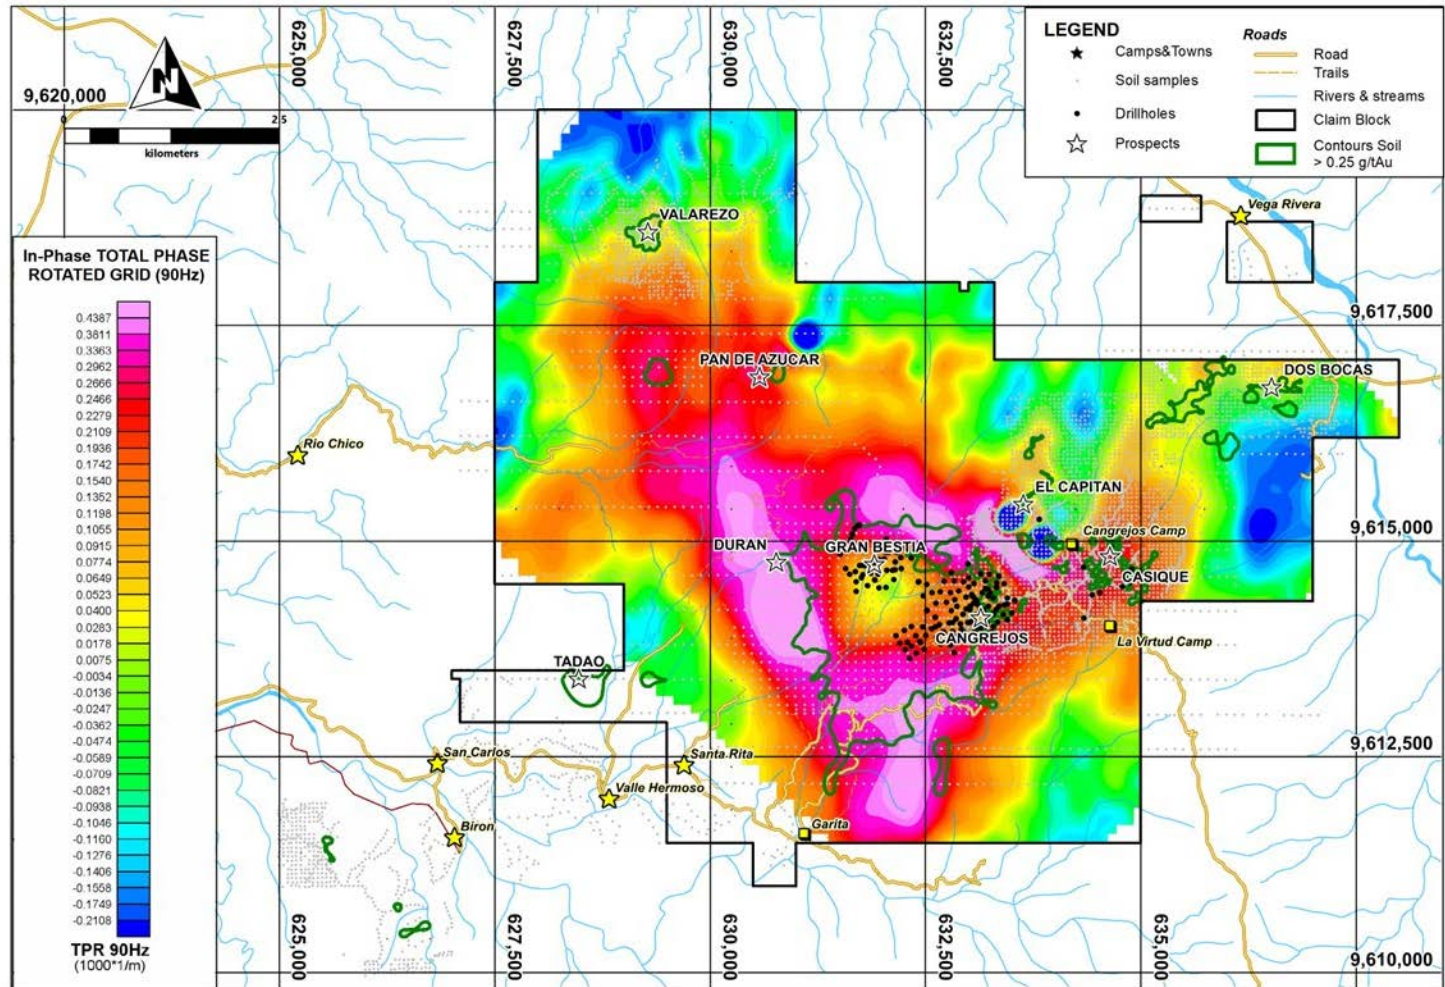 625,000
627,500
630,000
632,500
LEGEND
Camps&Towns
Soil samples
Drillholes
Prospects
Roads
Road
Trails
Rivers & streams
Claim Block
Contours Soil
> 0.25 g/tAu
N
9,620,000
0
2.5
kilometers
Vega Rivera
VALAREZO
In-Phase TOTAL PHASE
ROTATED GRID (90Hz)
0.4387
0.3611
0.3363
0.2962
0.2666
0.2466
0.2279
0.2109
0.1936
0.1742
0.1540
0.1352
0.1198
0.1055
0.0915
0.0774
0.0649
0.0523
0.0400
0.0283
0.0178
0.0075
-0.0034
-0.0136
-0.0247
-0.0362
-0.0474
-0.0589
-0.0709
-0.0821
-0.0938
-0.1046
-0.1160
-0.1276
-0.1406
-0.1558
-0.1749
-0.2108
TPR 90Hz
(1000*1/m)
9,617,500
PAN DE AZUCAR
DOS BOCAS
Rio Chico
EL CAPITAN
9,615,000
Cangrejos Camp
DURAN
GRAN BESTIA
CASIQUE
CANGREJOS
La Virtud Camp
TADAO
9,612,500
San Carlos
Santa Rita
Valle Hermoso
Biron
Garita
9,610,000
625,000
627,500
630,000
632,500
635,000